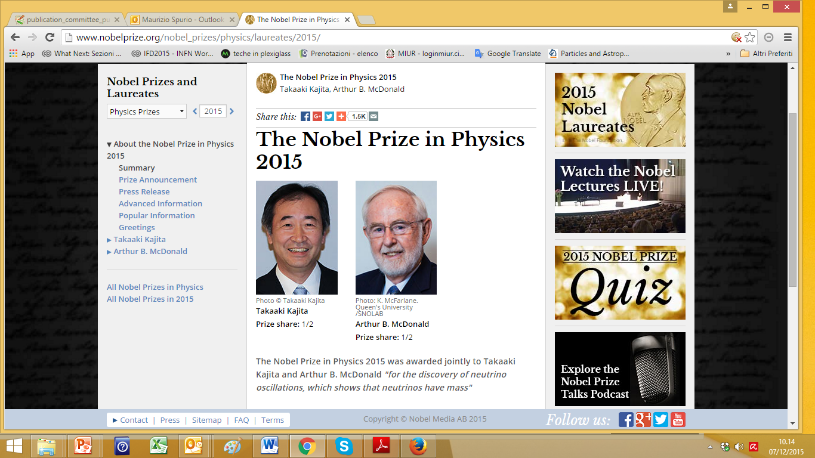 publication_committee_pu
Maurizio Spurio - Outlook
The Nobel Prize in Physics
www.nobelprize.org/nobel_prizes/physics/laureates/2015/
App
What Next: Sezioni ...
IFD2015 - INFN Wor...
teche in plexiglass
Prenotazioni - elenco
MIUR - loginmiur.ci...
Google Translate
Particles and Astrop...
»
Altri Preferiti
Nobel Prizes and
Laureates
Physics Prizes
2015
▼ About the Nobel Prize in Physics
2015
Summary
Prize Announcement
Press Release
Advanced Information
Popular Information
Greetings
▶ Takaaki Kajita
▶ Arthur B. McDonald
All Nobel Prizes in Physics
All Nobel Prizes in 2015
The Nobel Prize in Physics 2015
Takaaki Kajita, Arthur B. McDonald
Share this:
1.6K
The Nobel Prize in Physics
2015
Photo © Takaaki Kajita
Takaaki Kajita
Prize share: 1/2
Photo: K. McFarlane.
Queen's University
/SNOLAB
Arthur B. McDonald
Prize share: 1/2
The Nobel Prize in Physics 2015 was awarded jointly to Takaaki
Kajita and Arthur B. McDonald "for the discovery of neutrino
oscillations, which shows that neutrinos have mass"
2015
Nobel
Laureates
Watch the Nobel
Lectures LIVE!
2015 NOBEL PRIZE
Quiz
Explore the
Nobel Prize
Talks Podcast
▶ Contact | Press | Sitemap | FAQ | Terms
Copyright © Nobel Media AB 2015
Follow us:
10.14
07/12/2015